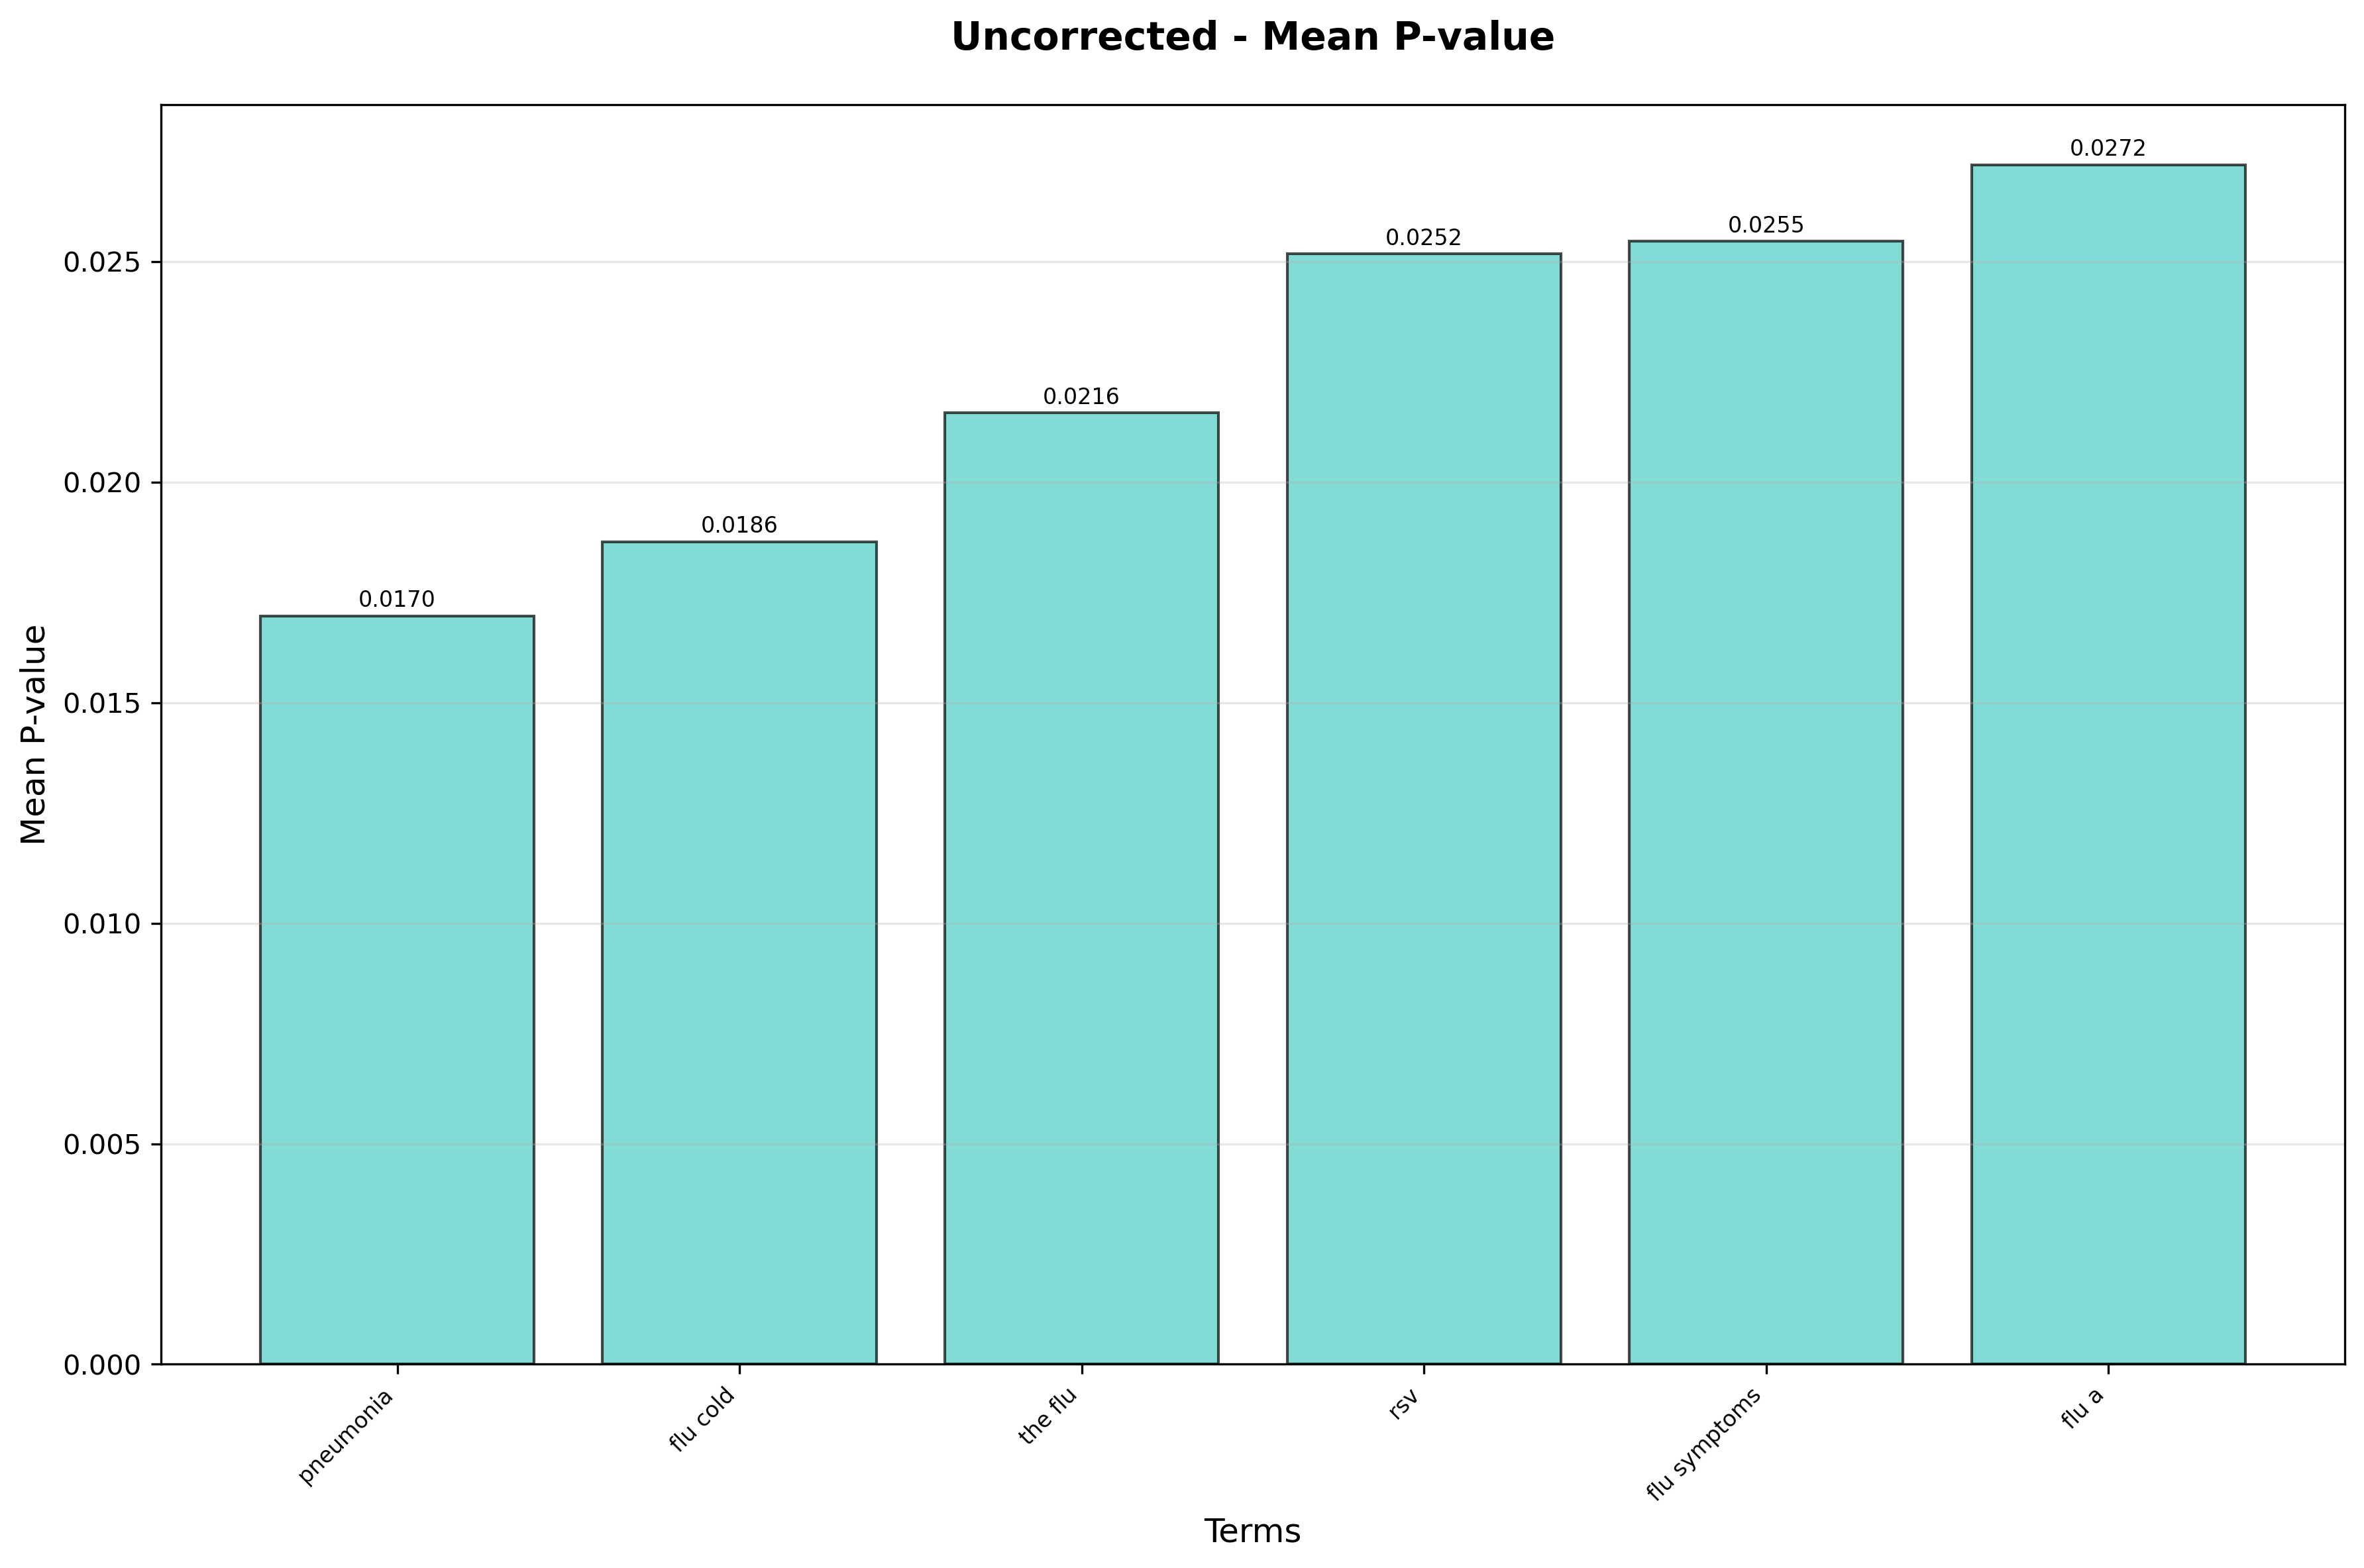 Uncorrected - Mean P-value
Mean P-value
0.025
0.020
0.015
0.010
0.005
0.000
0.0170
0.0186
0.0216
0.0252
0.0255
0.0272
pneumonia
flu cold
the flu
rsv
flu symptoms
flu a
Terms